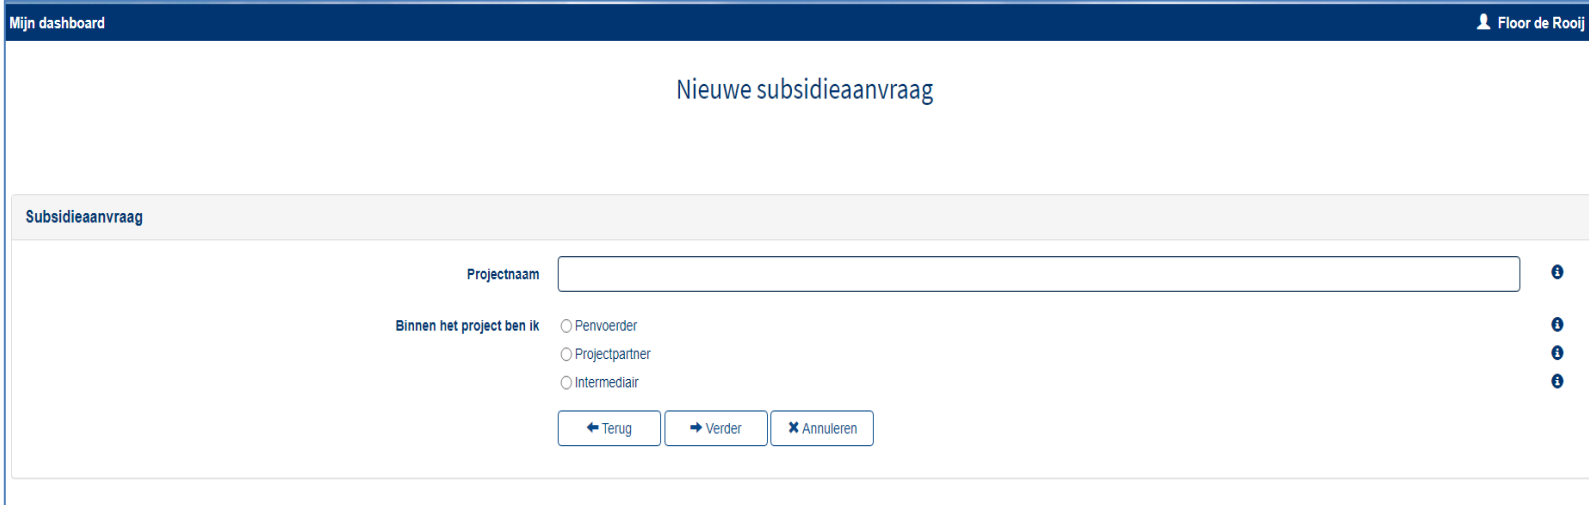 Mijn dashboard Floor de Rooij
Nieuwe subsidieaanvraag
Subsidieaanvraag
Projectnaam
Binnen het project ben ik Penvoerder
Projectpartner
Intermediair
Terug Verder Annuleren